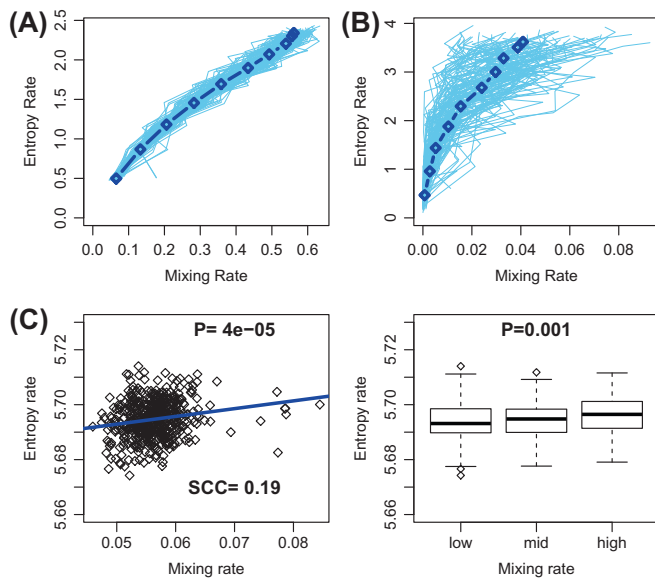 (A)
Entropy Rate
0.0 0.5 1.0 1.5 2.0 2.5
0.0 0.1 0.2 0.3 0.4 0.5 0.6
Mixing Rate
(B)
Entropy Rate
0 1 2 3 4
0.00 0.02 0.04 0.06 0.08
Mixing Rate
(C)
P= 4e−05
Entropy rate
5.66 5.68 5.70 5.72
SCC= 0.19
0.05 0.06 0.07 0.08
Mixing rate
P=0.001
Entropy rate
5.66 5.68 5.70 5.72
low mid high
Mixing rate